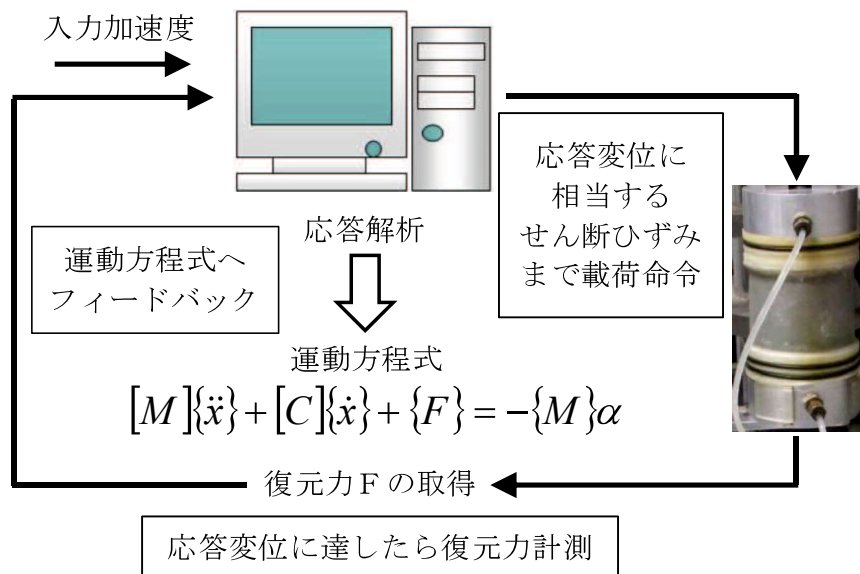 入力加速度
応答変位に
相当する
せん断ひずみ
まで載荷命令
応答解析
運動方程式へ
フィードバック
運動方程式
[M]{ẍ}+[C]{ẋ}+{F}=-{M}α
復元力Fの取得
応答変位に達したら復元力計測